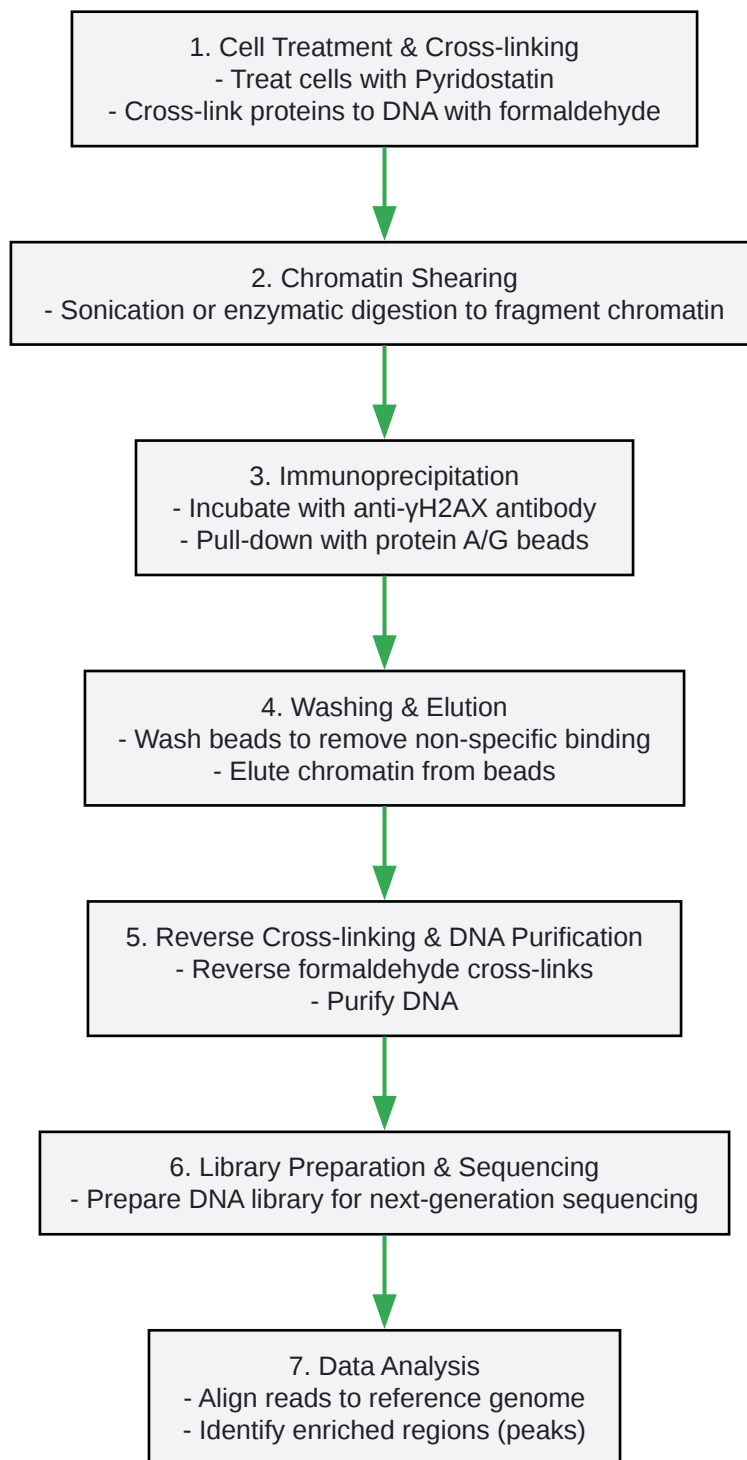 1. Cell Treatment & Cross-linking
- Treat cells with Pyridostatin
- Cross-link proteins to DNA with formaldehyde
2. Chromatin Shearing
- Sonication or enzymatic digestion to fragment chromatin
3. Immunoprecipitation
- Incubate with anti-γH2AX antibody
- Pull-down with protein A/G beads
4. Washing & Elution
- Wash beads to remove non-specific binding
- Elute chromatin from beads
5. Reverse Cross-linking & DNA Purification
- Reverse formaldehyde cross-links
- Purify DNA
6. Library Preparation & Sequencing
- Prepare DNA library for next-generation sequencing
7. Data Analysis
- Align reads to reference genome
- Identify enriched regions (peaks)